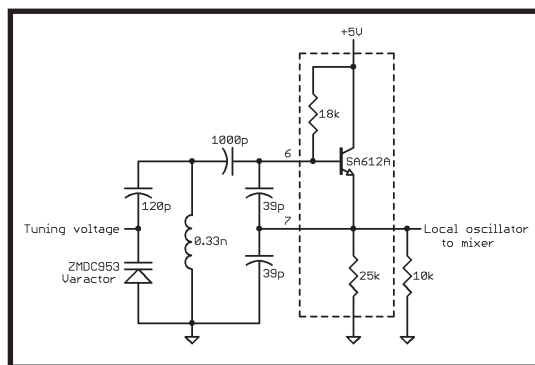 +5V
18k
1000p
6
SA612A
39p
120p
7
Tuning voltage
Local oscillator
to mixer
0.33n
ZMDC953
Varactor
39p
25k
10k